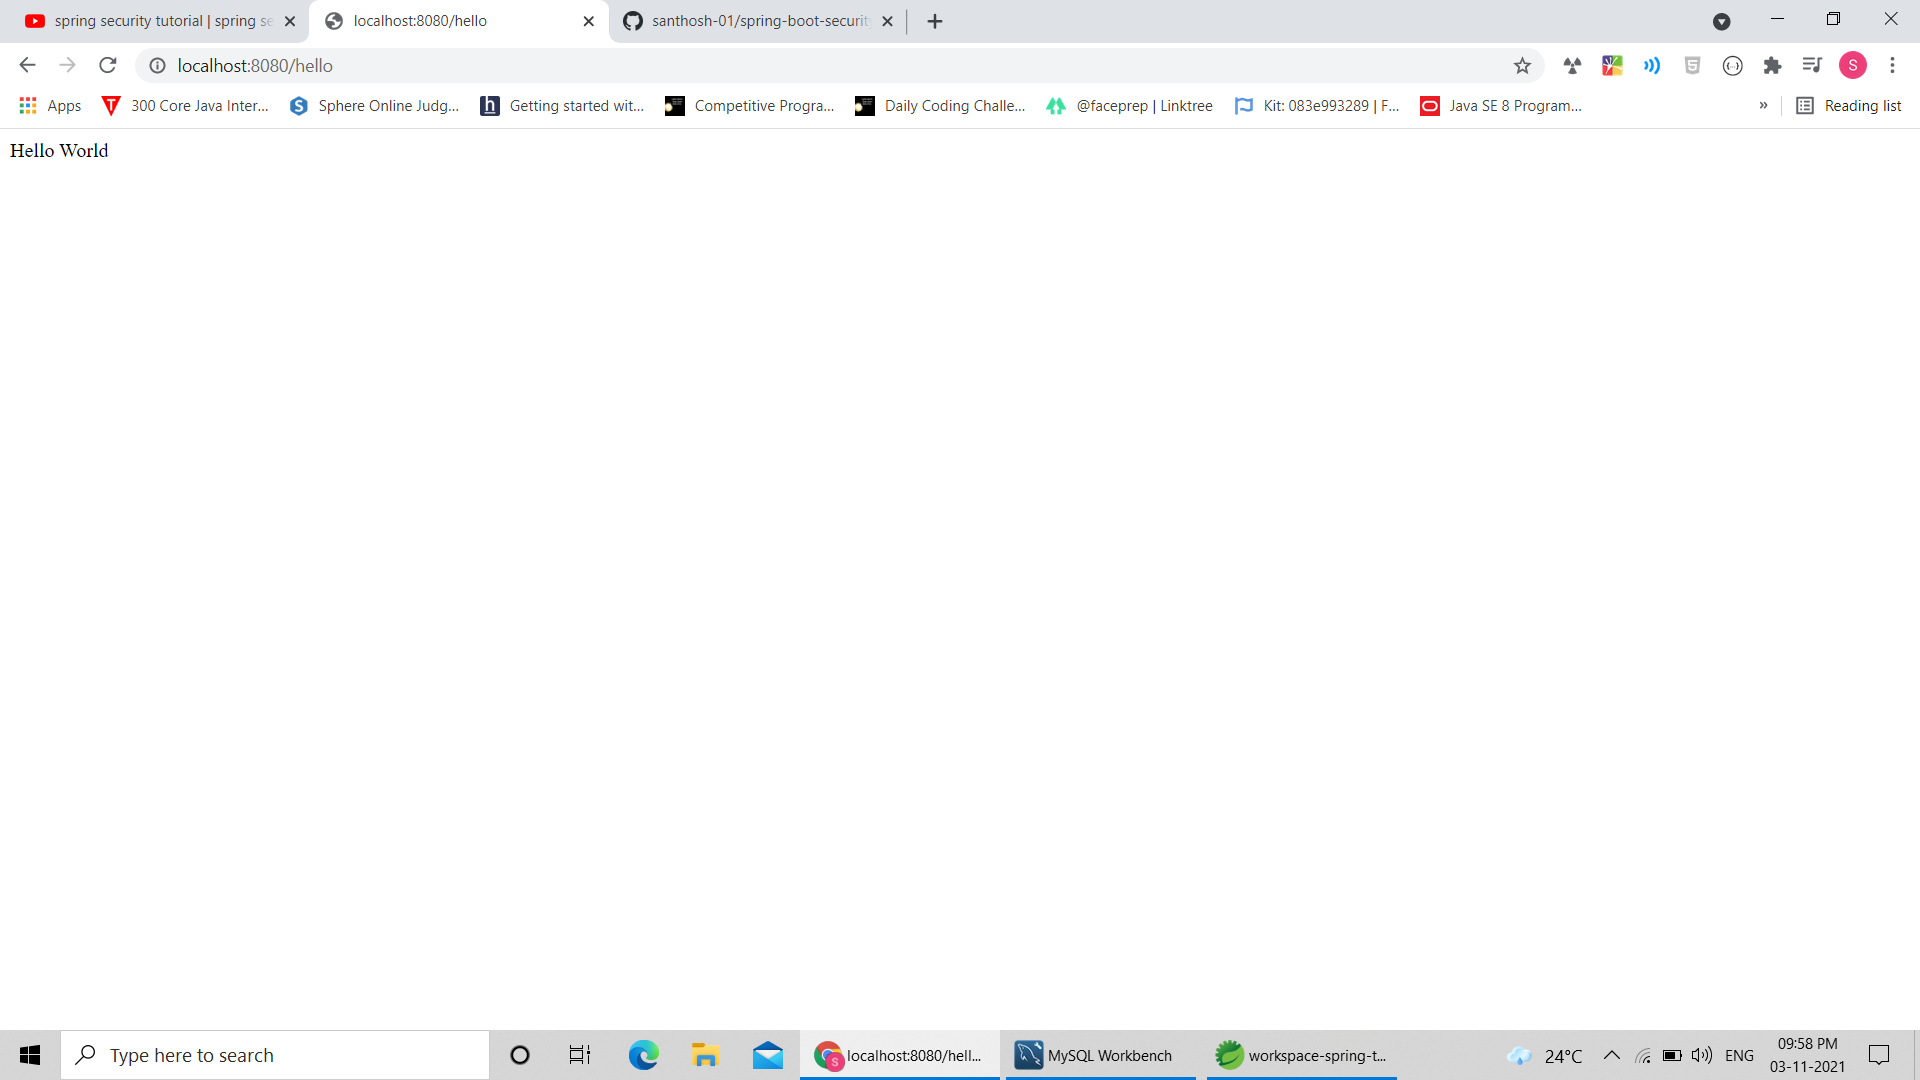 spring security tutorial | spring se
localhost:8080/hello
santhosh-01/spring-boot-securit
localhost:8080/hello
S
Apps
300 Core Java Inter...
Sphere Online Judg...
Getting started wit...
Competitive Progra...
Daily Coding Challe...
@faceprep | Linktree
Kit: 083e993289 | F...
Java SE 8 Program...
»
Reading list
Hello World
Type here to search
localhost:8080/hell...
MySQL Workbench
workspace-spring-t...
24°C
ENG
09:58 PM
03-11-2021